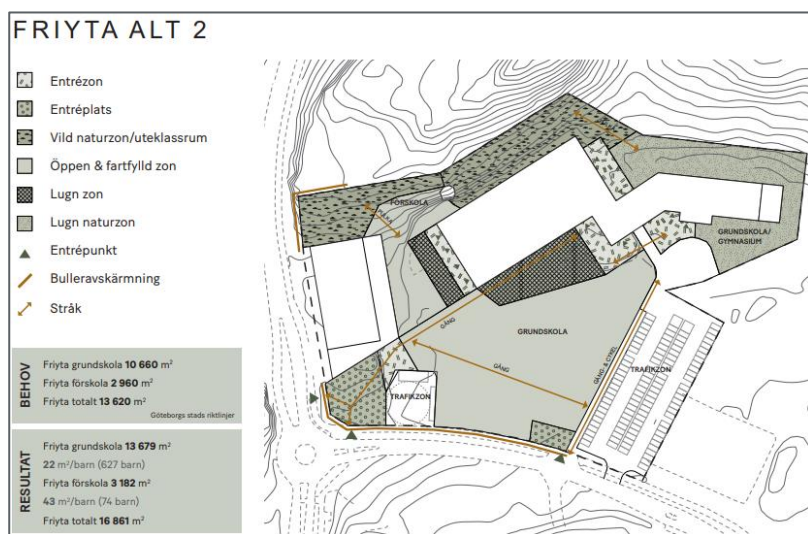 FRIYTA ALT 2
Entrézon
Entréplats
Vild naturzon/uteklassrum
Öppen & fartfylld zon
Lugn zon
Lugn naturzon
Entrépunkt
Bulleravskärmning
Stråk
BEHOV
Friyta grundskola 10 660 m²
Friyta förskola 2 960 m²
Friyta totalt 13 620 m²
Göteborgs stads riktlinjer
RESULTAT
Friyta grundskola 13 679 m²
22 m²/barn (627 barn)
Friyta förskola 3 182 m²
43 m²/barn (74 barn)
Friyta totalt 16 861 m²
FÖRSKOLA
GRUNDSKOLA/
GYMNASIUM
GÅNG
GRUNDSKOLA
GÅNG
GÅNG & CYKEL
TRAFIKZON
TRAFIKZON